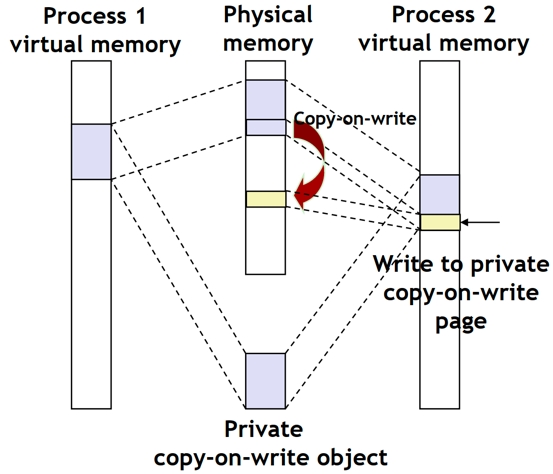 Process 1
virtual memory
Physical
memory
Process 2
virtual memory
Copy-on-write
Write to private
copy-on-write
page
Private
copy-on-write object